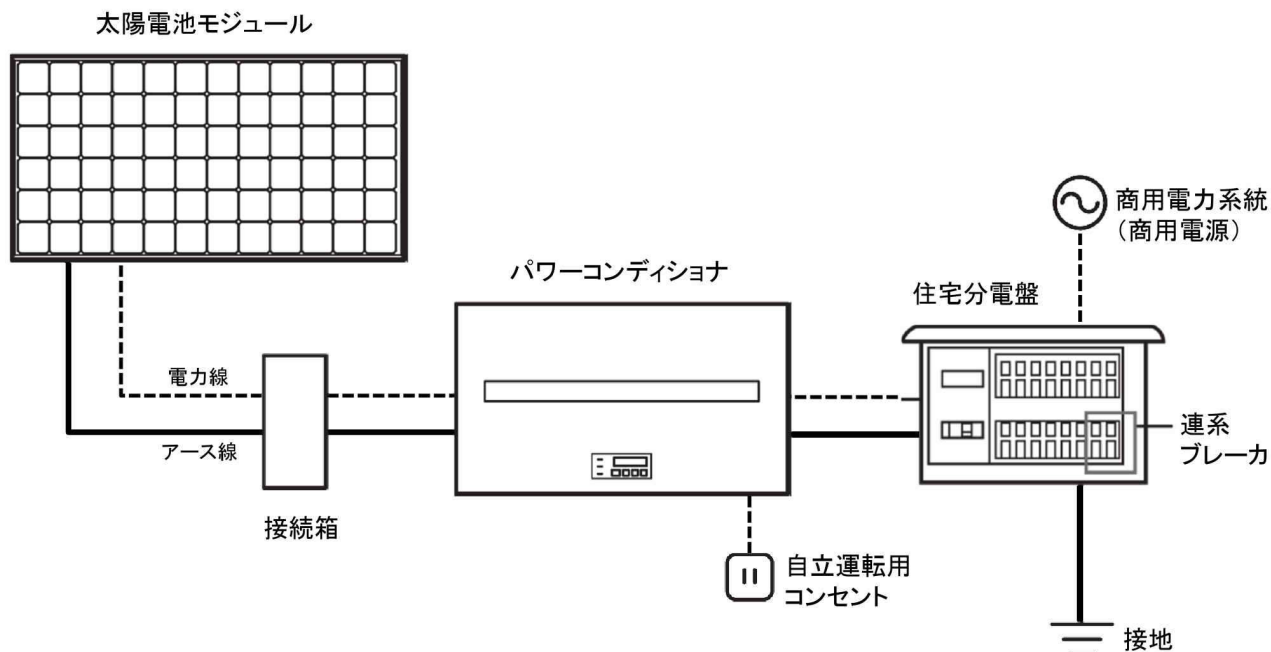 太陽電池モジュール
商用電力系統
（商用電源）
パワーコンディショナ
住宅分電盤
電力線
アース線
連系
ブレーカ
接続箱
自立運転用
コンセント
接地